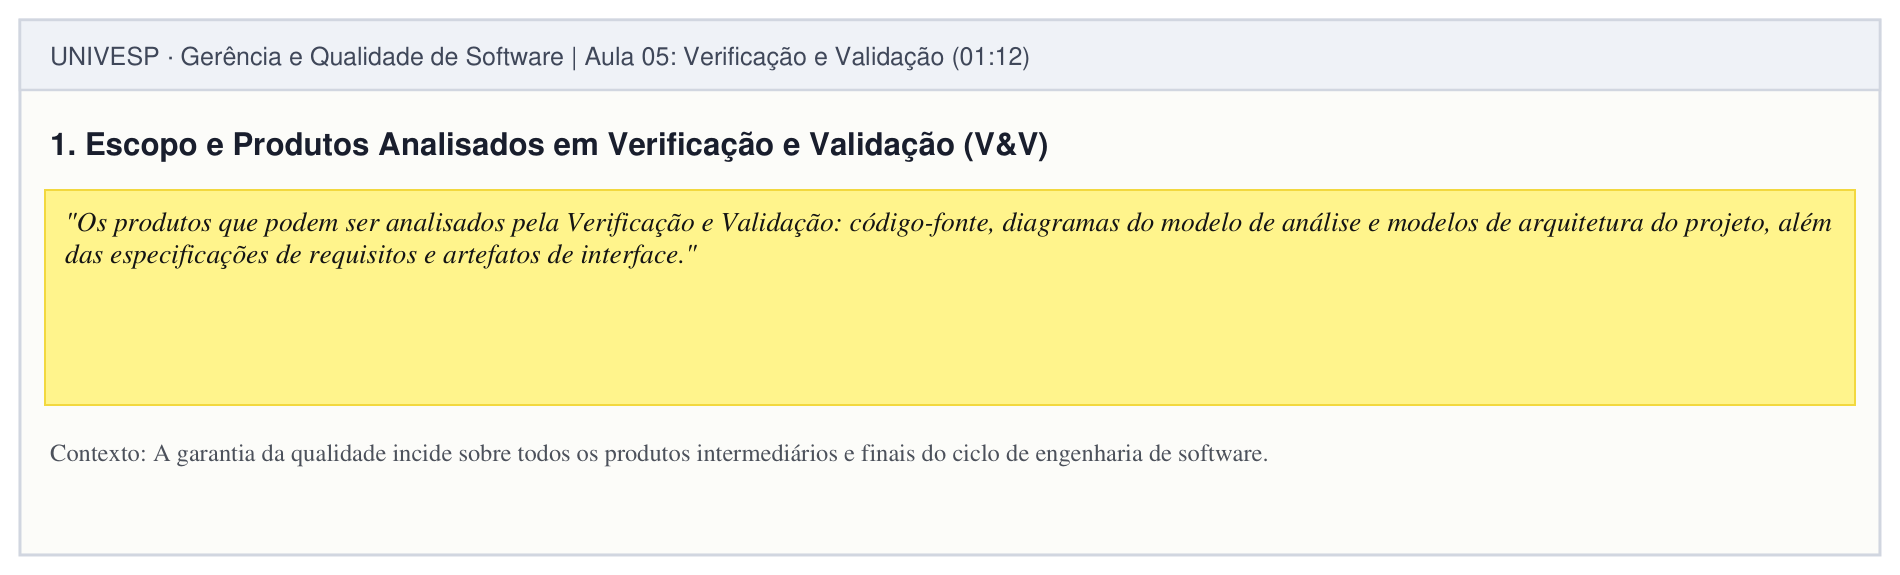 UNIVESP · Gerência e Qualidade de Software | Aula 05: Verificação e Validação (01:12)
1. Escopo e Produtos Analisados em Verificação e Validação (V&V)
"Os produtos que podem ser analisados pela Verificação e Validação: código-fonte, diagramas do modelo de análise e modelos de arquitetura do projeto, além
das especificações de requisitos e artefatos de interface."
Contexto: A garantia da qualidade incide sobre todos os produtos intermediários e finais do ciclo de engenharia de software.